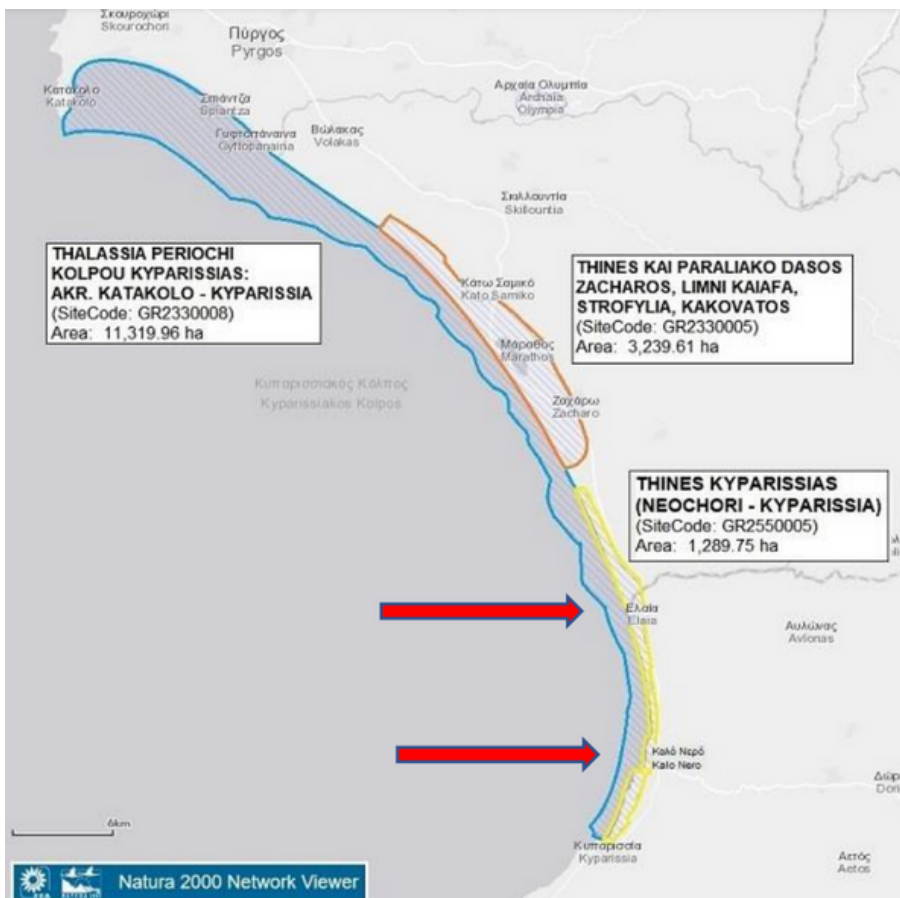 Σκουροχώρι
Skourochori
Πύργος
Pyrgos
Κατάκολο
Katakolo
Σπιάντζα
Spiantza
Αρχαία Ολυμπία
Archaia
Olympia
Γυφτοπάναινα
Gyftopanaina
Βώλακας
Volakas
Σκιλλουντία
Skillountia
THALASSIA PERIOCHI
KOLPOU KYPARISSIAS:
AKR. KATAKOLO - KYPARISSIA
(SiteCode: GR2330008)
Area: 11,319.96 ha
THINES KAI PARALIAKO DASOS
ZACHAROS, LIMNI KAIAFA,
STROFYLIA, KAKOVATOS
(SiteCode: GR2330005)
Area: 3,239.61 ha
Κάτω Σαμικό
Kato Samiko
Μάραθος
Marathos
Κυπαρισσιακός Κόλπος
Kyparissiakos Kolpos
Ζαχάρω
Zacharo
THINES KYPARISSIAS
(NEOCHORI - KYPARISSIA)
(SiteCode: GR2550005)
Area: 1,289.75 ha
Ελαία
Elaia
Αυλώνας
Avlonas
Καλό Νερό
Kalo Nero
Δώρι
Dori
6km
Κυπαρισσία
Kyparissia
Αετός
Aetos
Natura 2000 Network Viewer